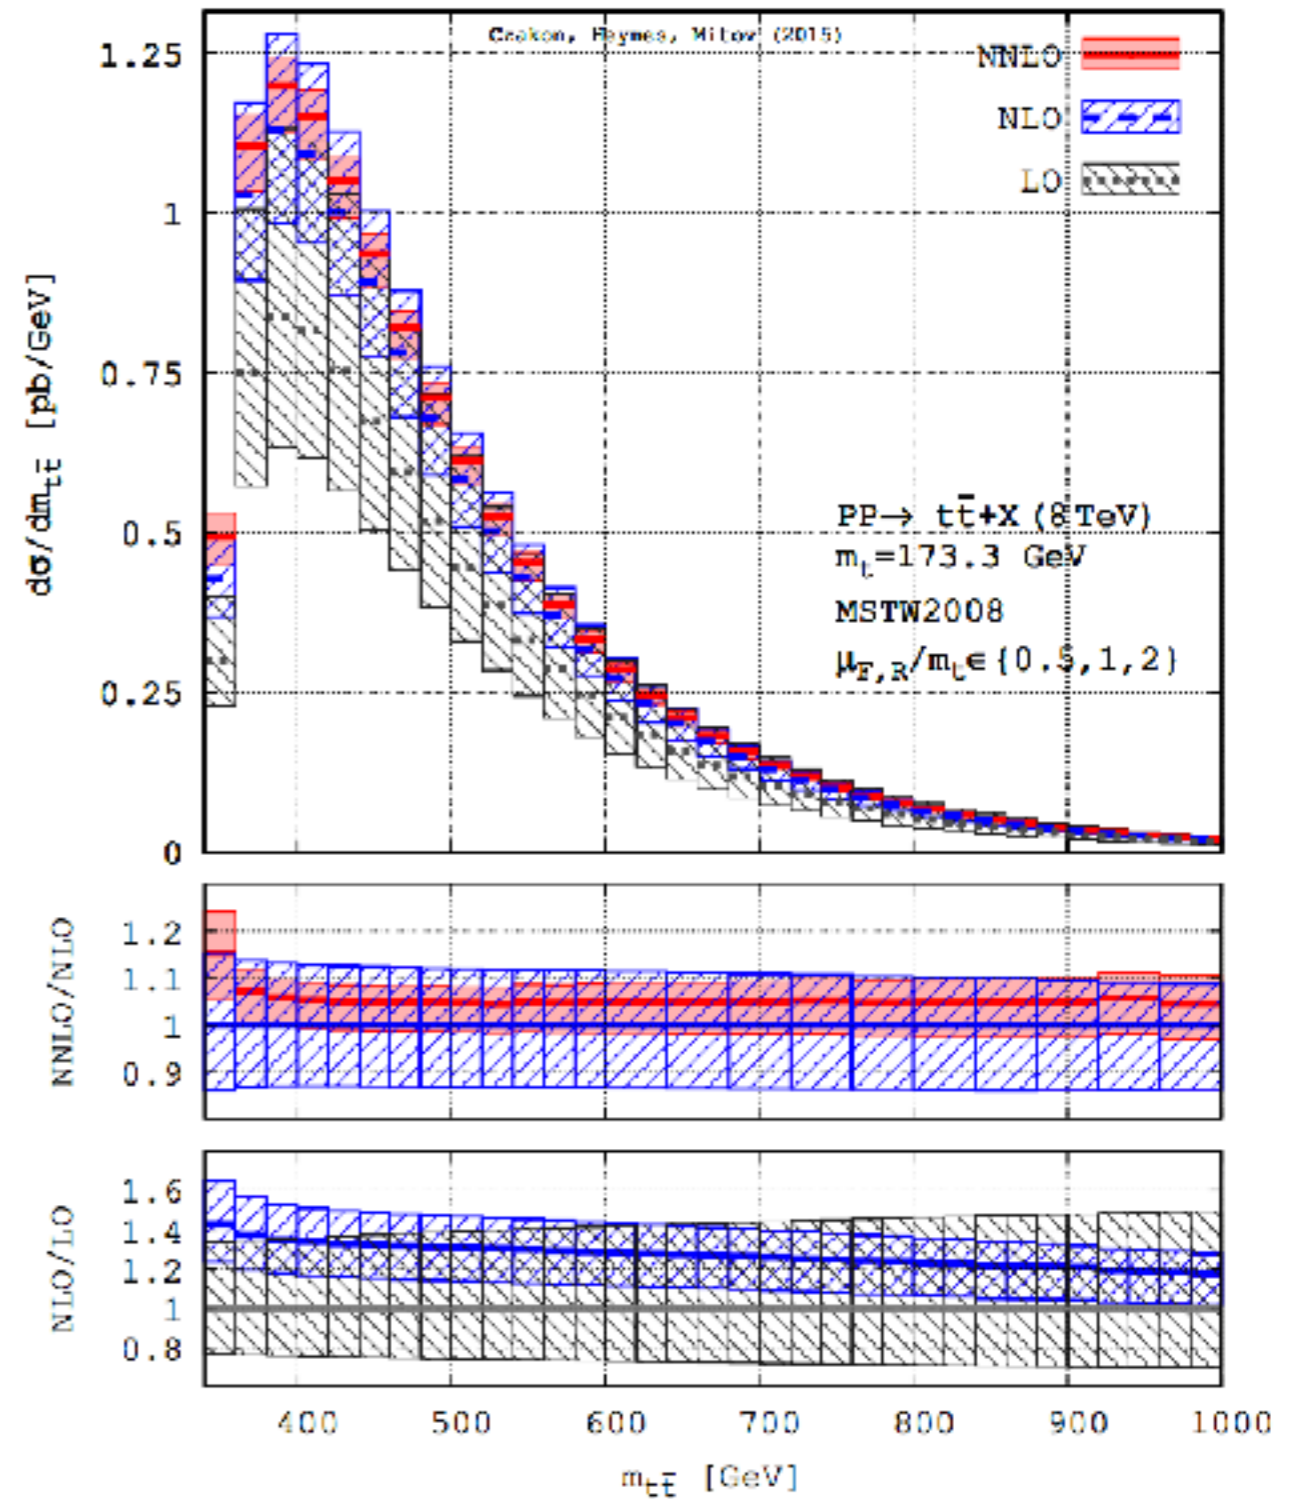 Czakon, Heymes, Mitov (2015)
NNLO
NLO
LO
dσ/dm_tt̄ [pb/GeV]
1.25
1
0.75
0.5
0.25
0
PP→ tt̄+X (8 TeV)
m_t=173.3 GeV
MSTW2008
μ_F,R/m_t∈{0.5,1,2}
NNLO/NLO
1.2
1.1
1
0.9
NLO/LO
1.6
1.4
1.2
1
0.8
400 500 600 700 800 900 1000
m_tt̄ [GeV]